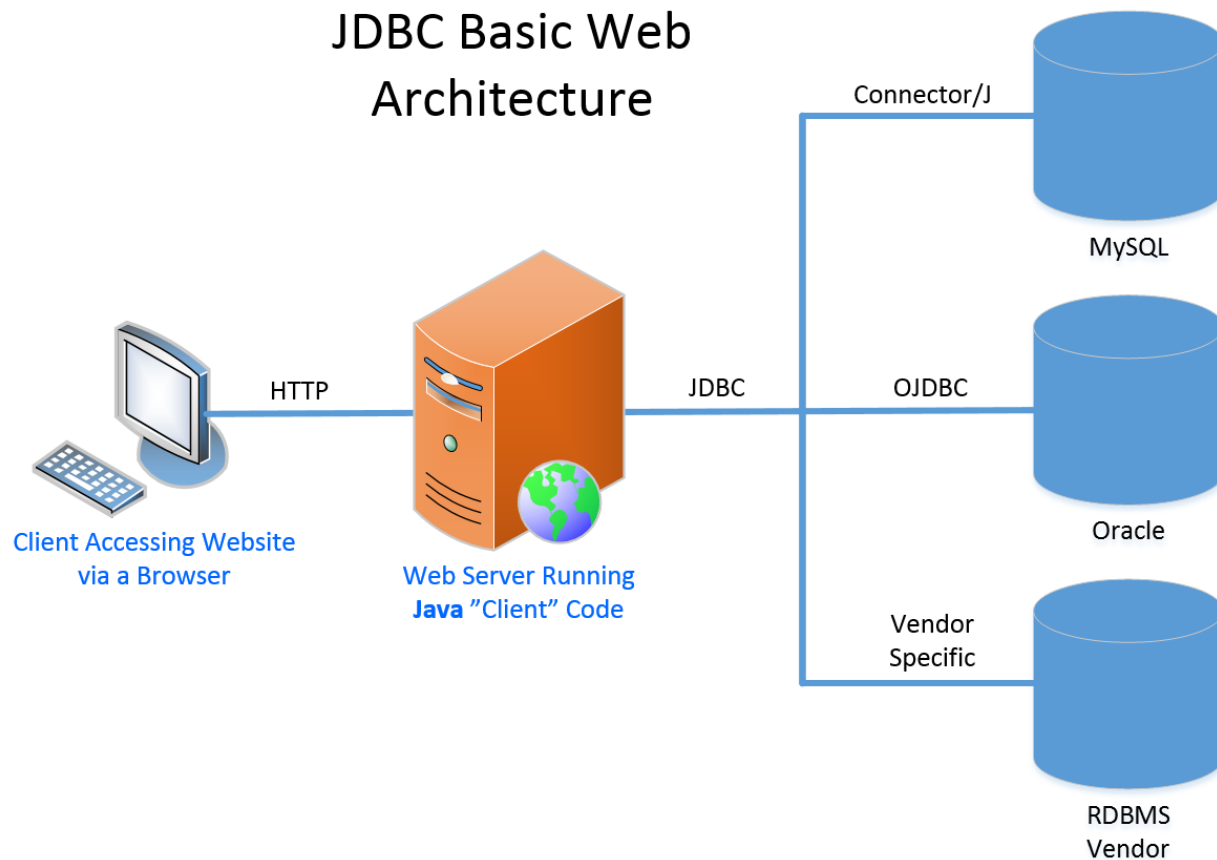 JDBC Basic Web
Architecture
Connector/J
MySQL
HTTP
JDBC
OJDBC
Oracle
Client Accessing Website
via a Browser
Web Server Running
Java ”Client” Code
Vendor
Specific
RDBMS
Vendor